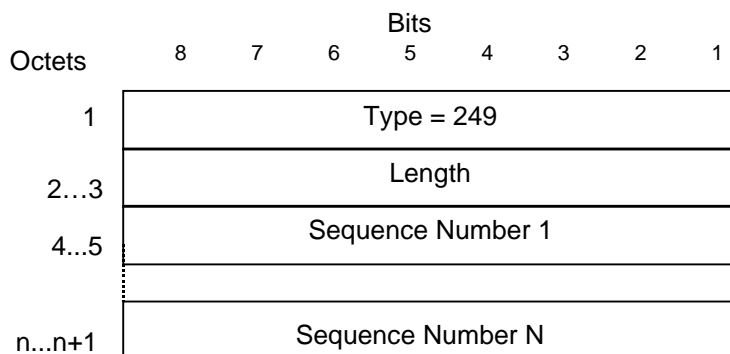 Bits
Octets 8 7 6 5 4 3 2 1
1 Type = 249
2…3 Length
4...5 Sequence Number 1
n...n+1 Sequence Number N